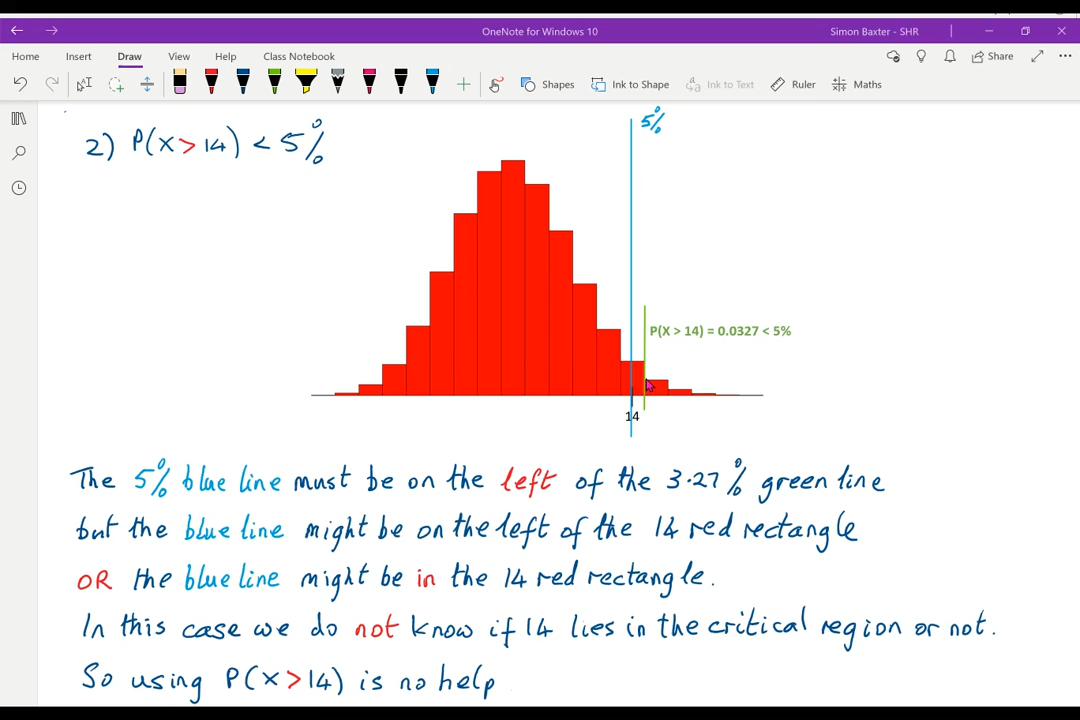 OneNote for Windows 10
Simon Baxter - SHR
Home Insert Draw View Help Class Notebook
Share
Shapes
Ink to Shape
Ink to Text
Ruler
Maths
5%
2) P(X > 14) < 5%
P(X > 14) = 0.0327 < 5%
14
The 5% blue line must be on the left of the 3.27% green line
but the blue line might be on the left of the 14 red rectangle
OR the blue line might be in the 14 red rectangle.
In this case we do not know if 14 lies in the critical region or not.
So using P(X > 14) is no help